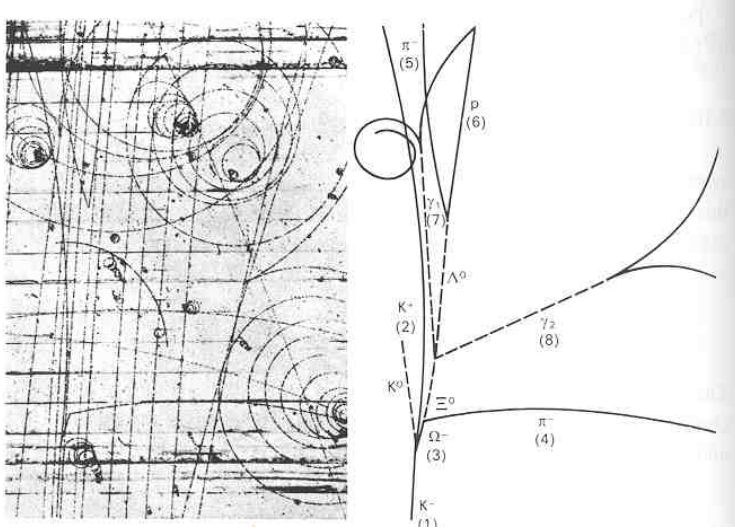 π⁻
(5)
p
(6)
γ₁
(7)
Λ⁰
K⁺
(2)
γ₂
(8)
K⁰
Ξ⁰
π⁻
(4)
Ω⁻
(3)
K⁻
(1)